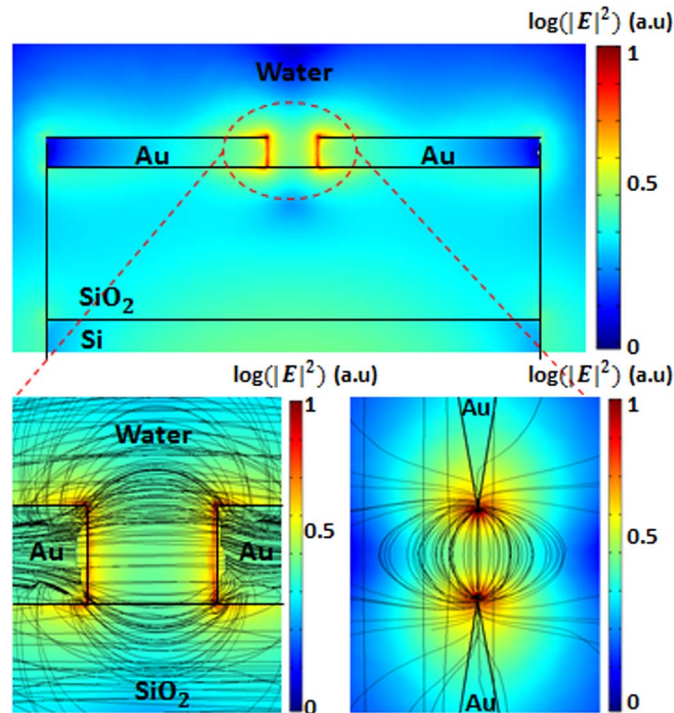 log(|E|²) (a.u)
Water
1
Au
Au
0.5
SiO₂
Si
0
log(|E|²) (a.u)
log(|E|²) (a.u)
1
Au
1
Water
Au
Au
0.5
0.5
SiO₂
0
Au
0